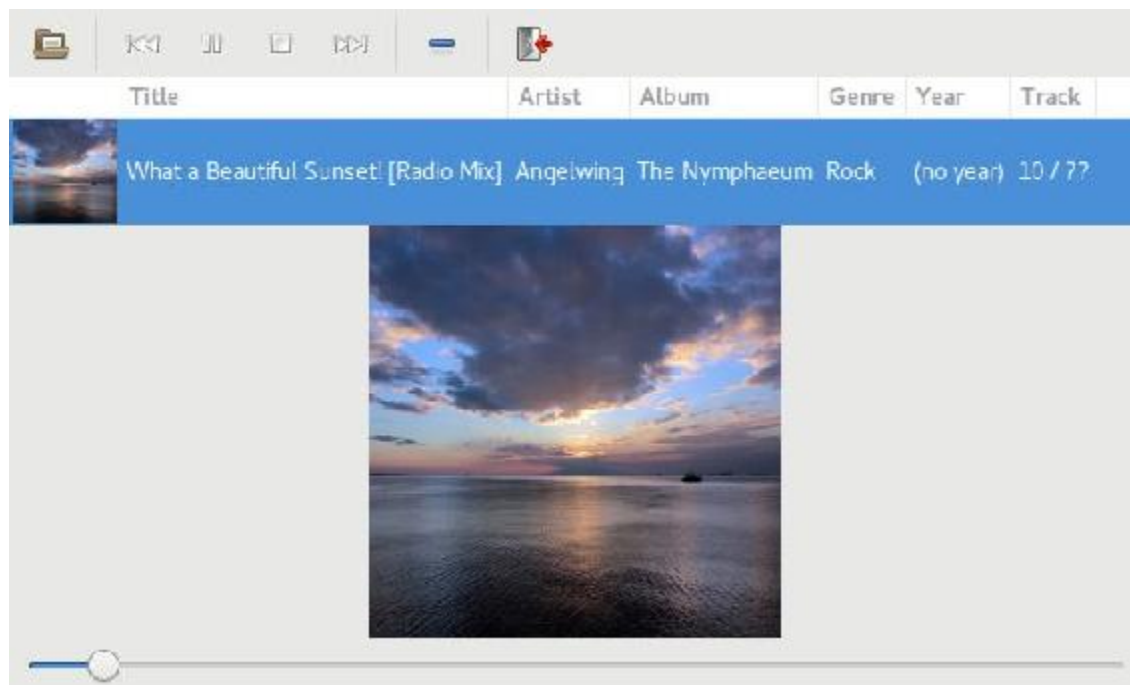 Title Artist Album Genre Year Track
What a Beautiful Sunset! [Radio Mix] Angelwing The Nymphaeum Rock (no year) 10 / ??